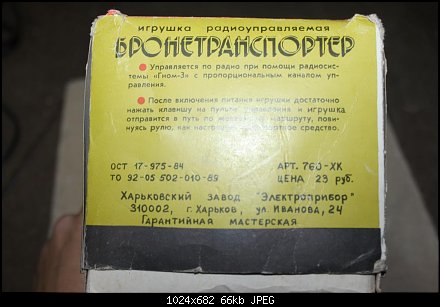 игрушка радиоуправляемая
БРОНЕТРАНСПОРТЕР
● Управляется по радио при помощи радиосис-
темы «Гном-3» с пропорциональным каналом уп-
равления.
● После включения питания игрушки достаточно
нажать клавишу на пульте управления и игрушка
отправится в путь по маршруту, пови-
нуясь рулю, как средство.
ОСТ 17-975-84 АРТ. 760-ХК
ТО 92-05 502-010-89 ЦЕНА 23 руб.
Харьковский завод "Электроприбор"
310002, г. Харьков, ул. Иванова, 24
Гарантийная мастерская
1024x682 66kb JPEG